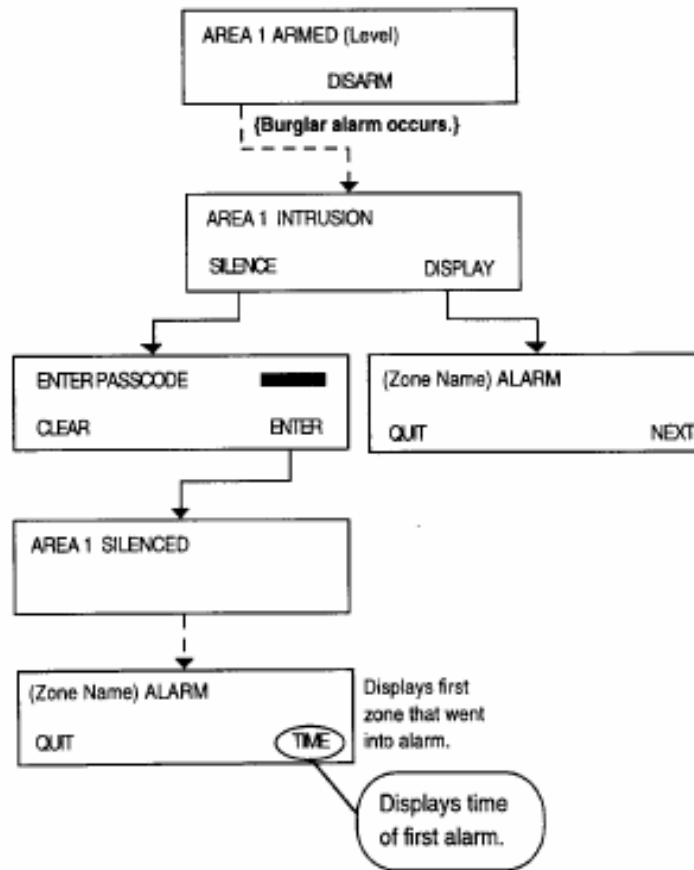 AREA 1 ARMED (Level)
DISARM
{Burglar alarm occurs.}
AREA 1 INTRUSION
SILENCE DISPLAY
ENTER PASSCODE
CLEAR ENTER
(Zone Name) ALARM
QUIT NEXT
AREA 1 SILENCED
(Zone Name) ALARM
QUIT TIME
Displays first
zone that went
into alarm.
Displays time
of first alarm.